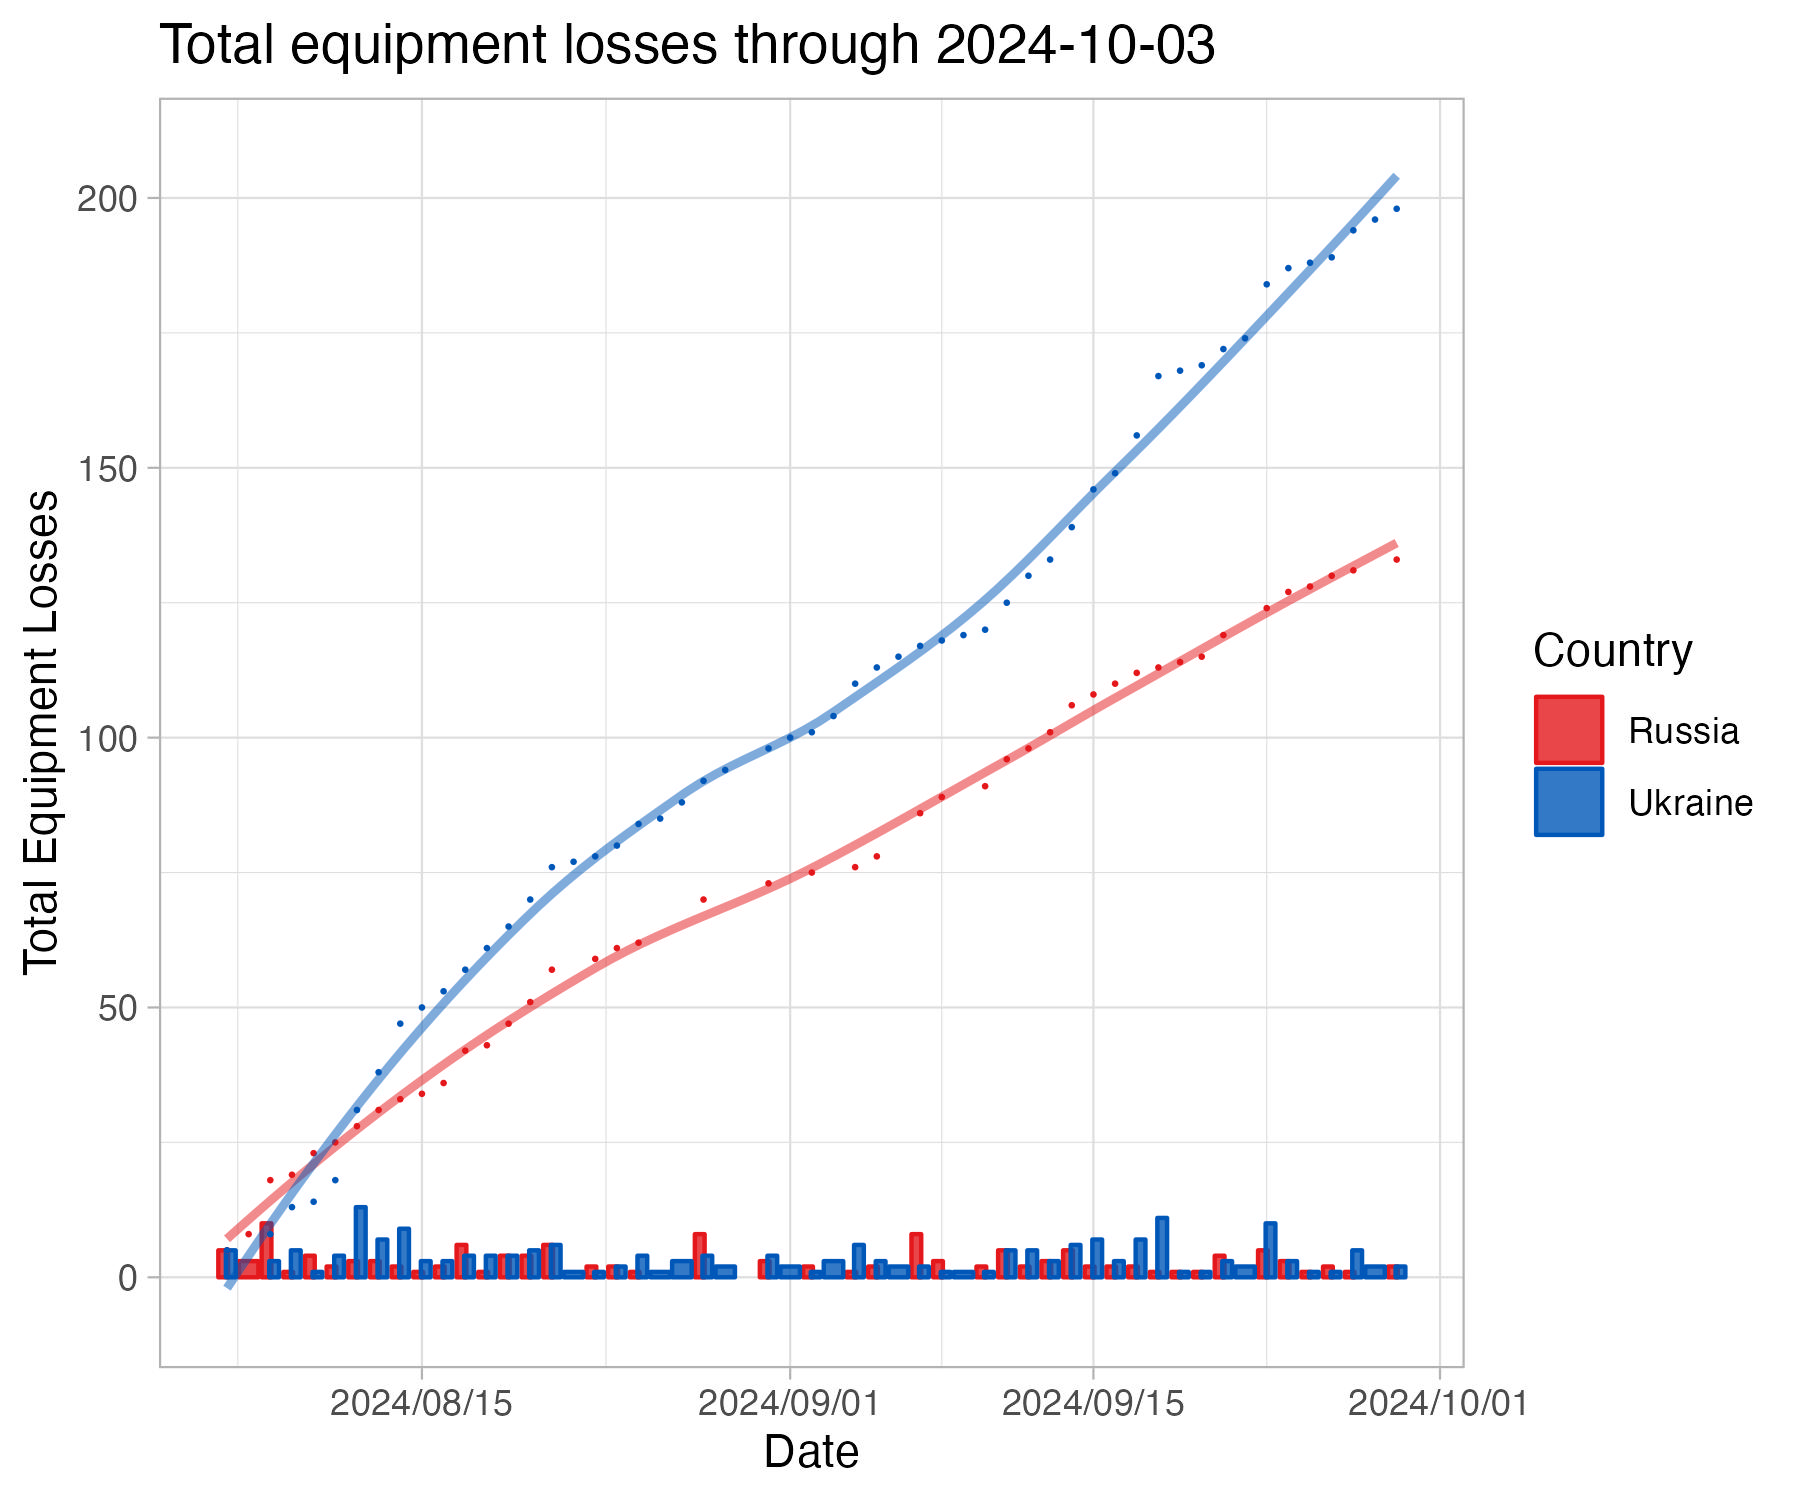 Total equipment losses through 2024-10-03
Total Equipment Losses
200
150
100
50
0
2024/08/15
2024/09/01
2024/09/15
2024/10/01
Date
Country
Russia
Ukraine